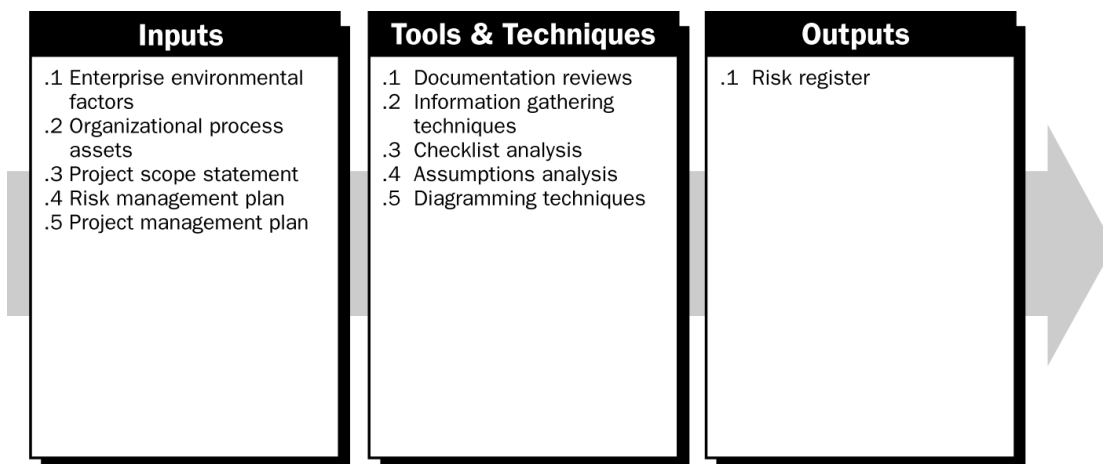 Inputs
.1 Enterprise environmental
factors
.2 Organizational process
assets
.3 Project scope statement
.4 Risk management plan
.5 Project management plan
Tools & Techniques
.1 Documentation reviews
.2 Information gathering
techniques
.3 Checklist analysis
.4 Assumptions analysis
.5 Diagramming techniques
Outputs
.1 Risk register